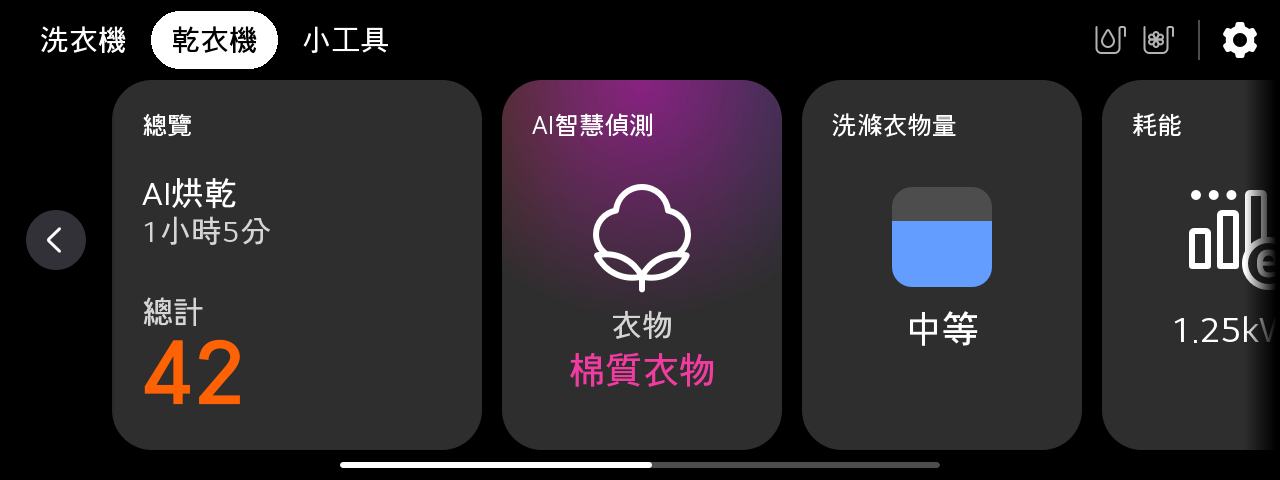 洗衣機
乾衣機
小工具
總覽
AI烘乾
1小時5分
總計
42
AI智慧偵測
衣物
棉質衣物
洗滌衣物量
中等
耗能
e
1.25k